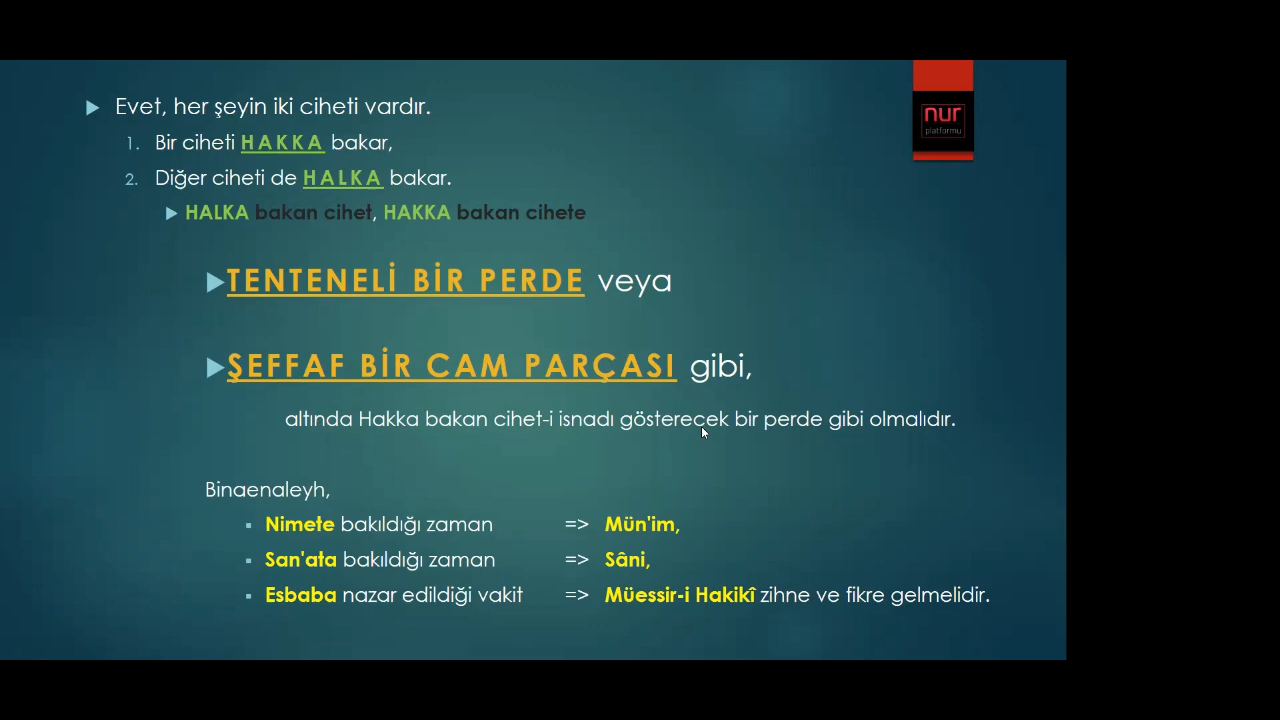 Evet, her şeyin iki ciheti vardır.
nur
platformu
1. Bir ciheti HAKKA bakar,
2. Diğer ciheti de HALKA bakar.
HALKA bakan cihet, HAKKA bakan cihete
TENTENELİ BİR PERDE veya
ŞEFFAF BİR CAM PARÇASI gibi,
altında Hakka bakan cihet-i isnadı gösterecek bir perde gibi olmalıdır.
Binaenaleyh,
Nimete bakıldığı zaman => Mün'im,
San'ata bakıldığı zaman => Sâni,
Esbaba nazar edildiği vakit => Müessir-i Hakikî zihne ve fikre gelmelidir.